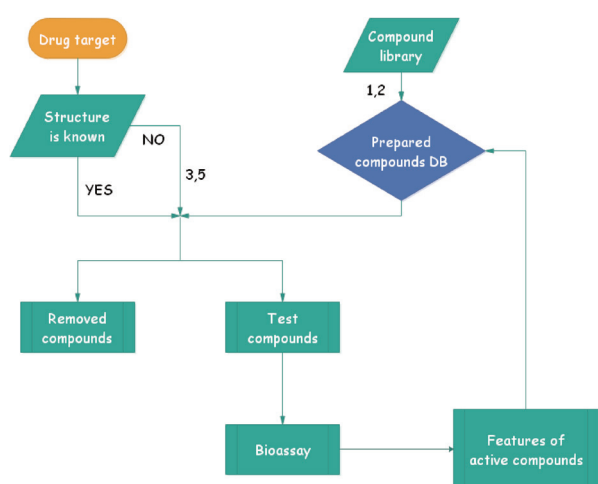 Drug target
Compound
library
1,2
Structure
is known
NO
Prepared
compounds DB
3,5
YES
Removed
compounds
Test
compounds
Bioassay
Features of
active compounds